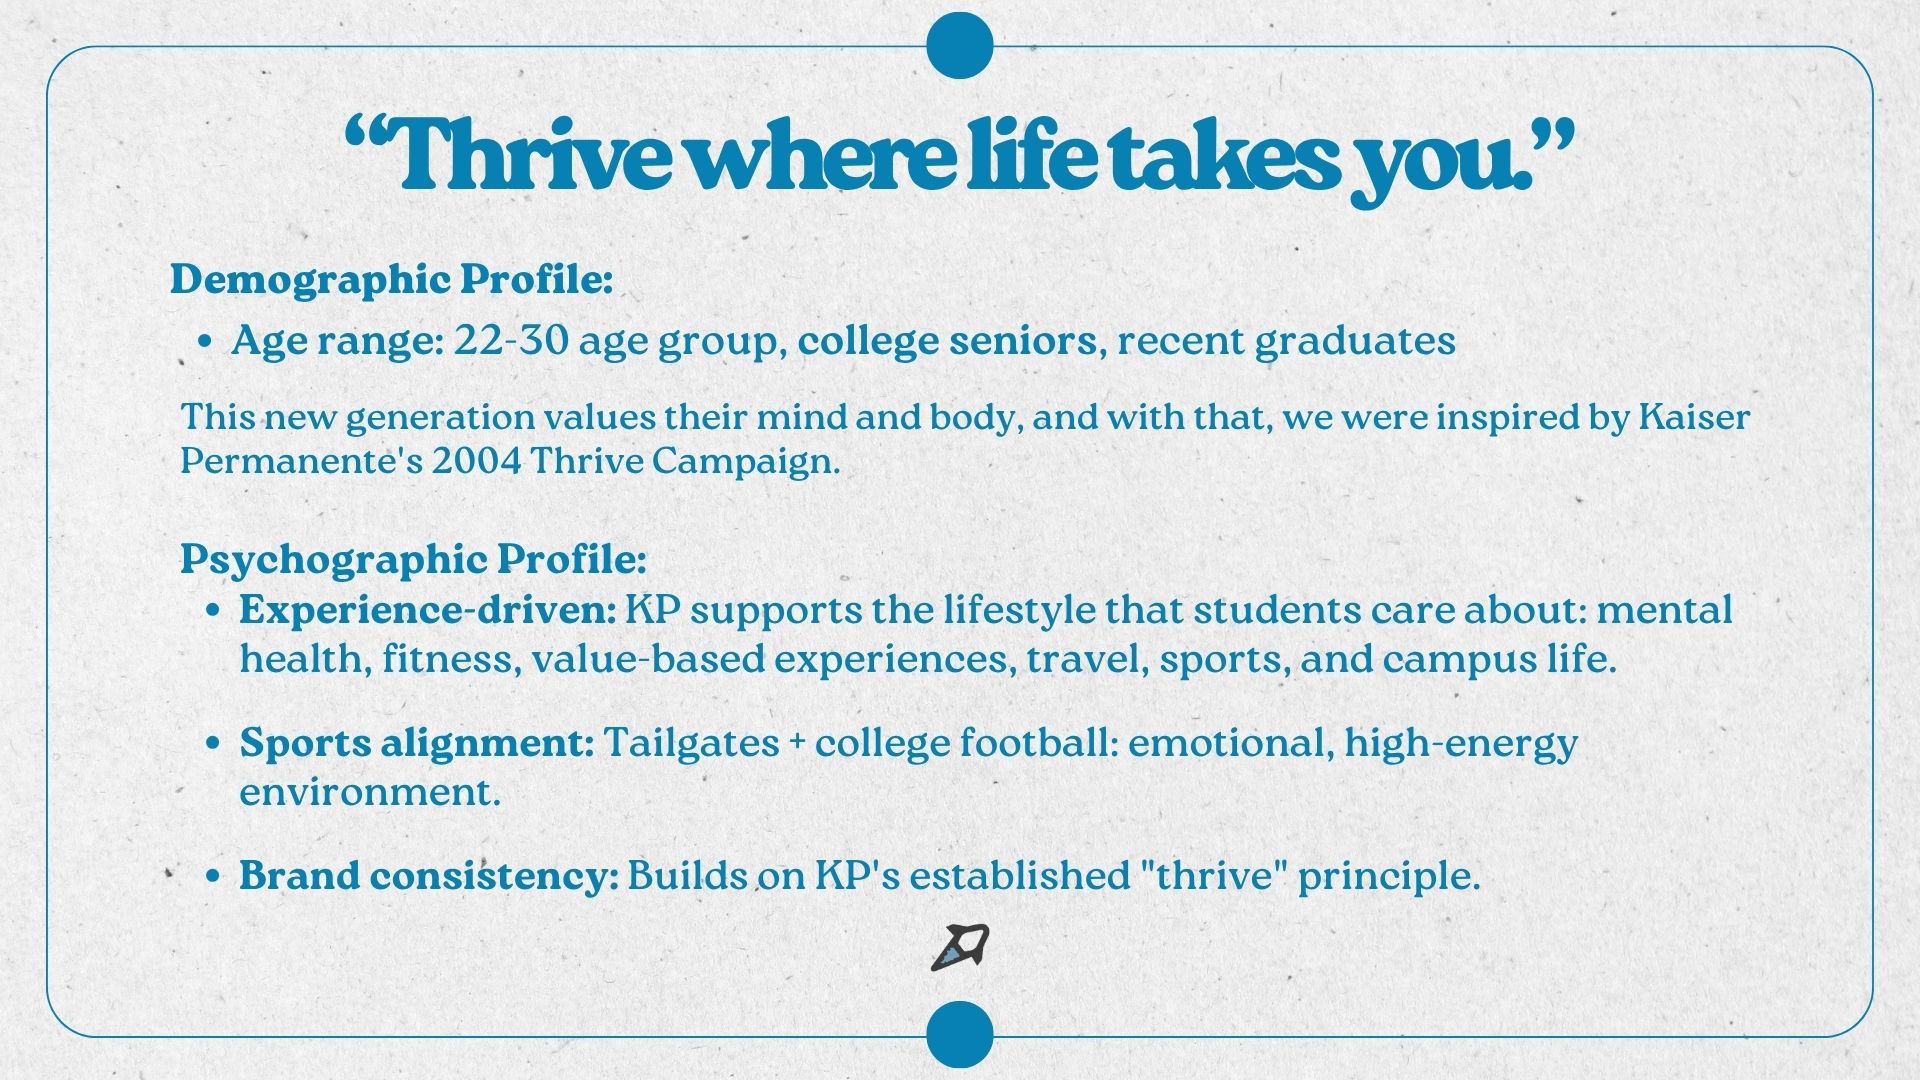 “Thrive where life takes you.”
Demographic Profile:
• Age range: 22-30 age group, college seniors, recent graduates
This new generation values their mind and body, and with that, we were inspired by Kaiser
Permanente's 2004 Thrive Campaign.
Psychographic Profile:
• Experience-driven: KP supports the lifestyle that students care about: mental
health, fitness, value-based experiences, travel, sports, and campus life.
• Sports alignment: Tailgates + college football: emotional, high-energy
environment.
• Brand consistency: Builds on KP's established "thrive" principle.